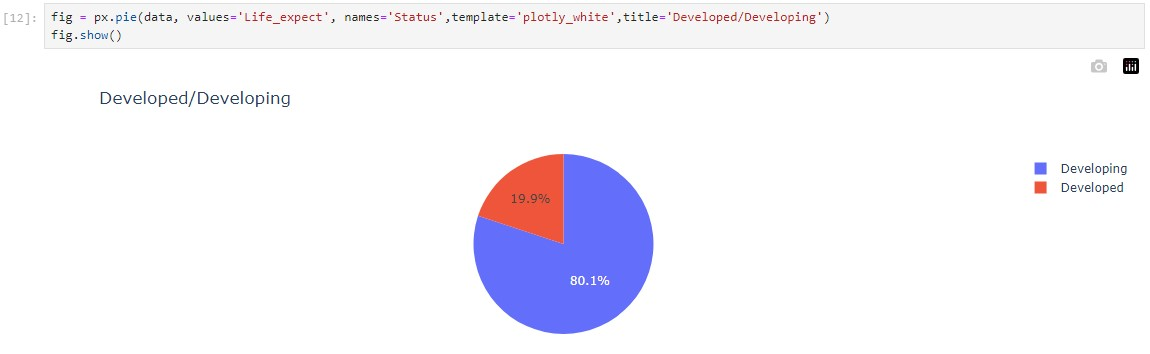 [12]: fig = px.pie(data, values='Life_expect', names='Status',template='plotly_white',title='Developed/Developing')
fig.show()
Developed/Developing
Developing
Developed
19.9%
80.1%